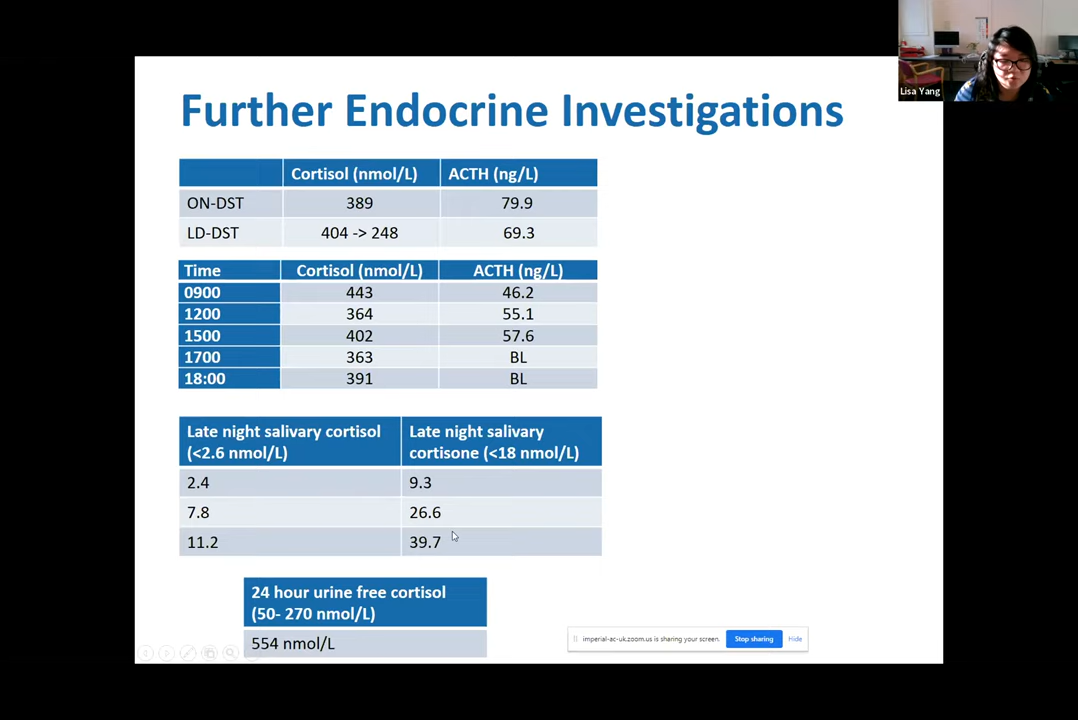 Lisa Yang
Further Endocrine Investigations
Cortisol (nmol/L) ACTH (ng/L)
ON-DST 389 79.9
LD-DST 404 -> 248 69.3
Time Cortisol (nmol/L) ACTH (ng/L)
0900 443 46.2
1200 364 55.1
1500 402 57.6
1700 363 BL
18:00 391 BL
Late night salivary cortisol
(<2.6 nmol/L)
Late night salivary
cortisone (<18 nmol/L)
2.4 9.3
7.8 26.6
11.2 39.7
24 hour urine free cortisol
(50- 270 nmol/L)
554 nmol/L
imperial-ac-uk.zoom.us is sharing your screen. Stop sharing Hide